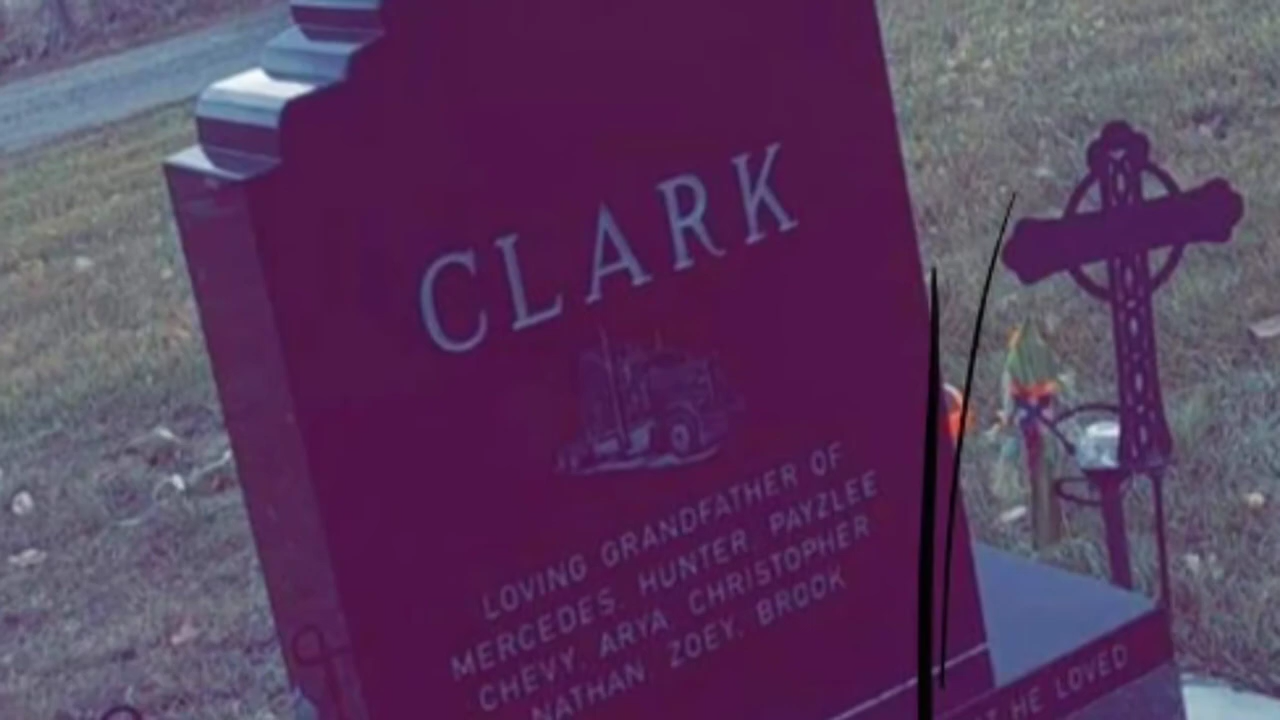 CLARK
LOVING GRANDFATHER OF
MERCEDES. HUNTER. PAYZLEE
CHEVY. ARYA. CHRISTOPHER
NATHAN. ZOEY. BROOK
HE LOVED